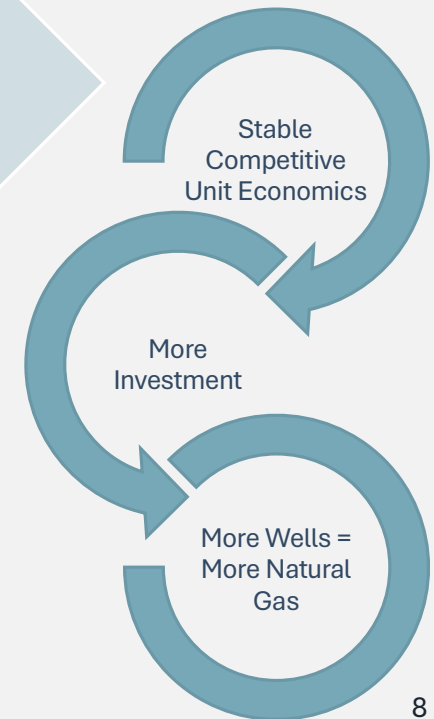 Stable
Competitive
Unit Economics
More
Investment
More Wells =
More Natural
Gas
8